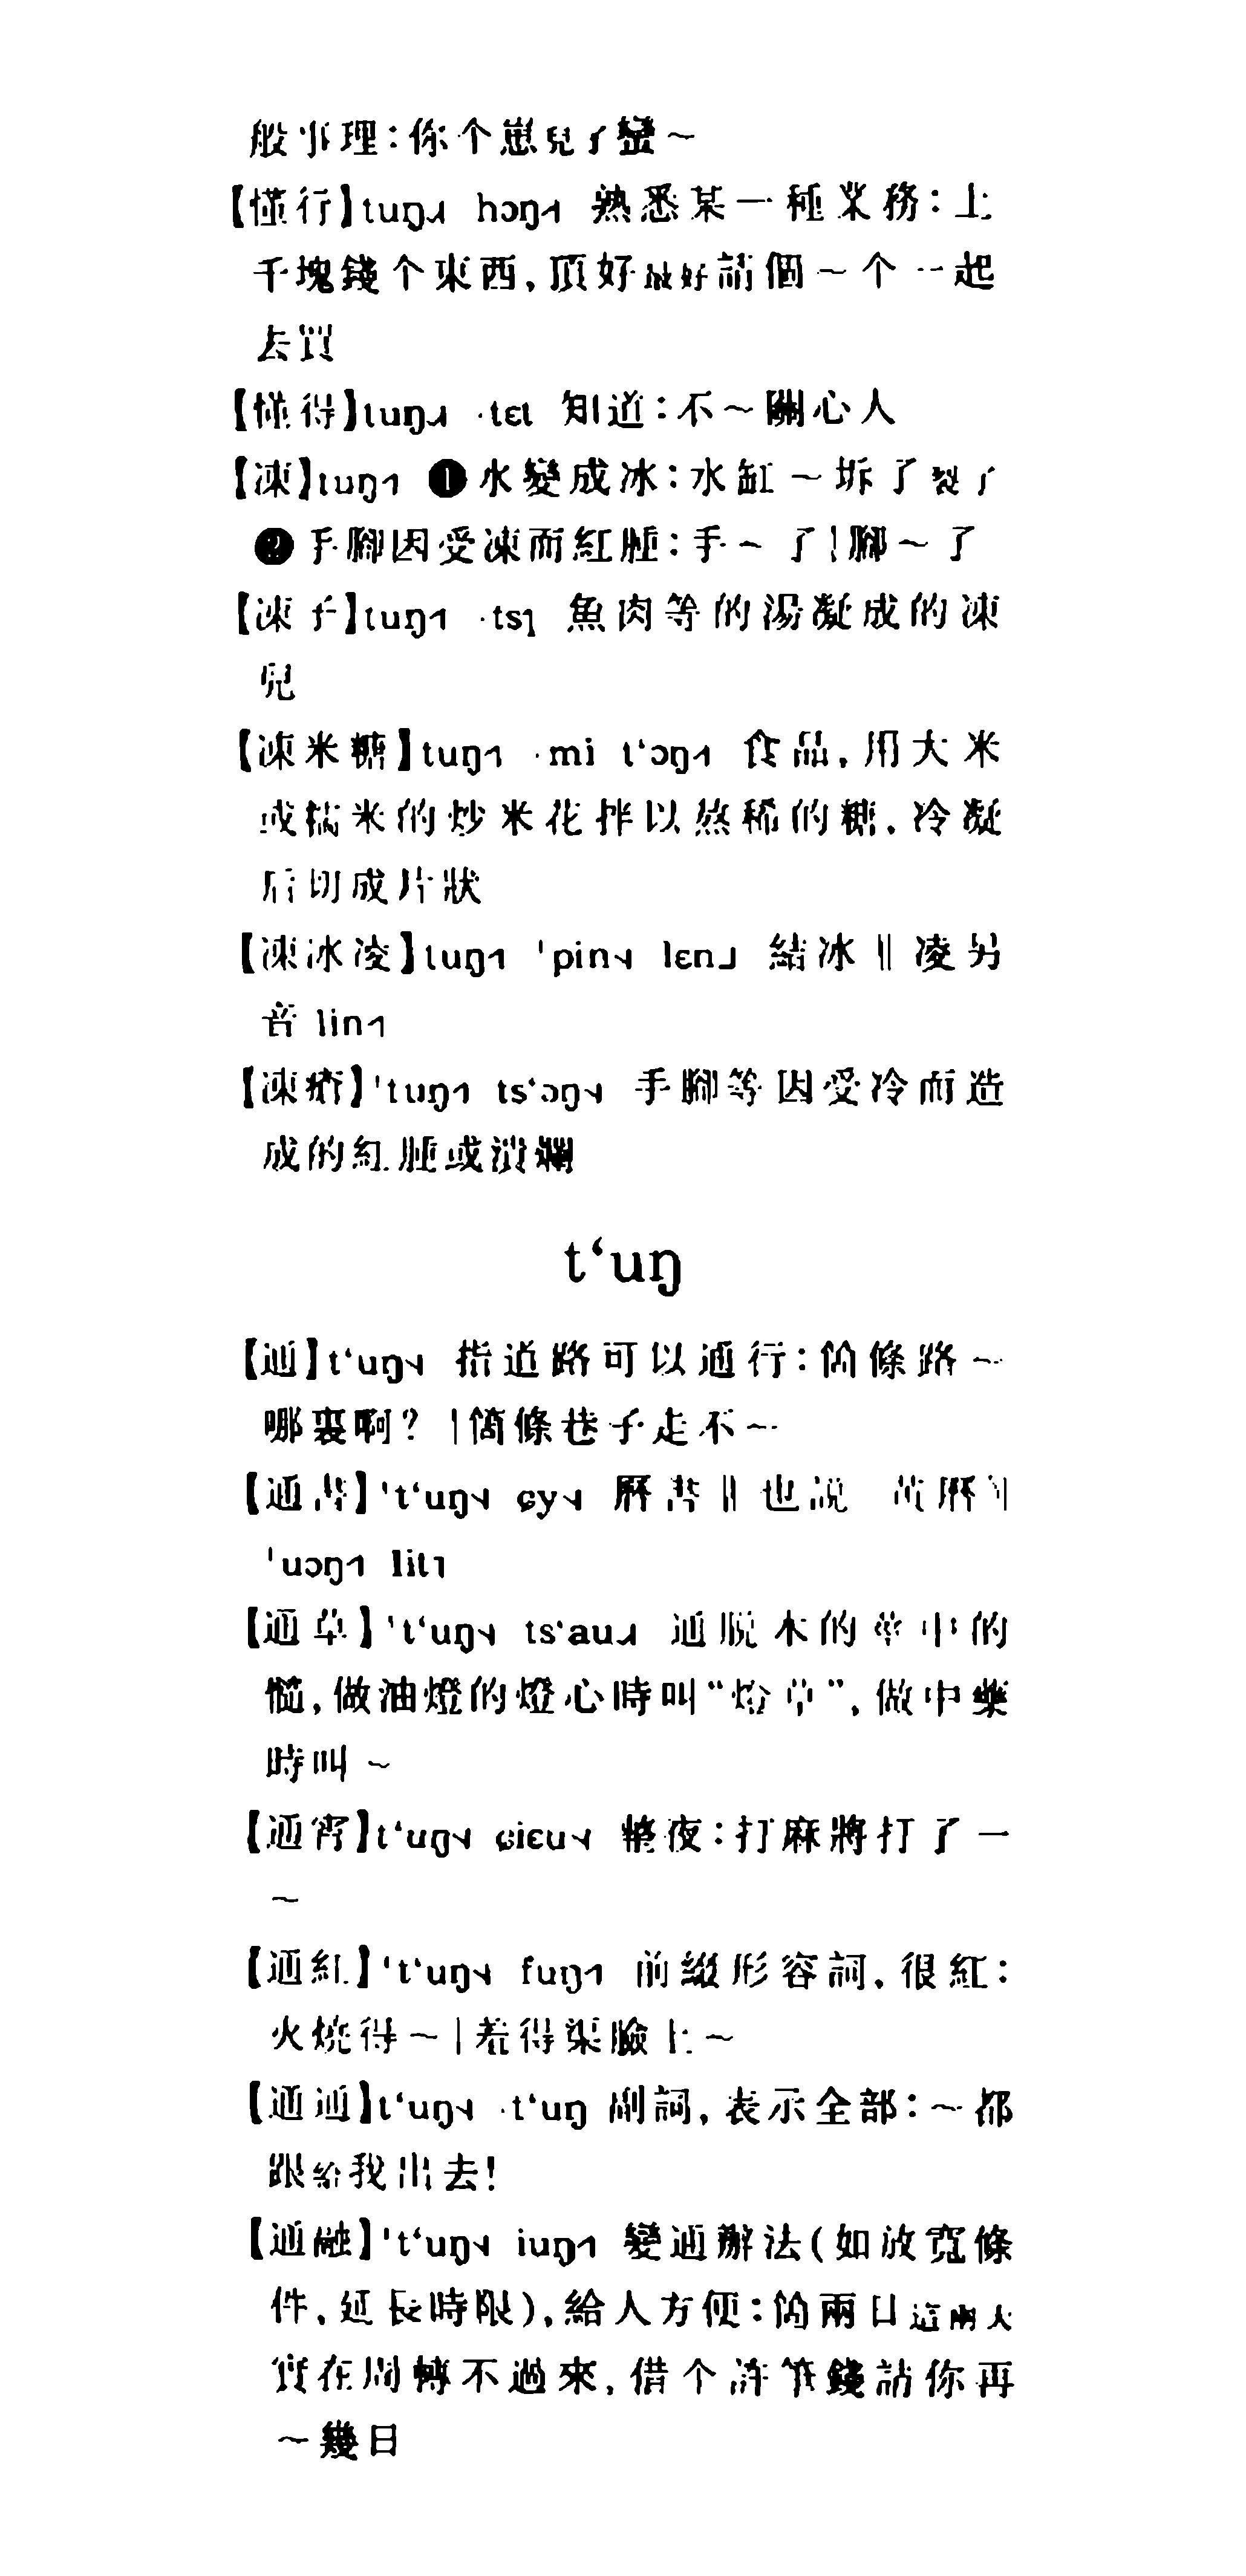 般事理：你个崽兒了蠻～
【懂行】tuŋ˩˧ hɔŋ˧˥ 熟悉某一種業務：上
千塊錢个東西，頂好最好請個～个一起
去買
【懂得】tuŋ˩˧ ·tɛt 知道：不～關心人
【凍】tuŋ˧˥ ❶水變成冰：水缸～坼了裂了
❷手腳因受凍而紅腫：手～了|腳～了
【凍子】tuŋ˧˥ ·tsɿ 魚肉等的湯凝成的凍
兒
【凍米糖】tuŋ˧˥ ·mi t‘ɔŋ˧˥ 食品，用大米
或糯米的炒米花拌以熬稀的糖，冷凝
后切成片狀
【凍冰凌】tuŋ˧˥ ˈpin˦˨ lɛn˩ 結冰‖凌另
音 lin˧˥
【凍瘡】ˈtuŋ˧˥ ts‘ɔŋ˦˨ 手腳等因受冷而造
成的紅腫或潰爛
t‘uŋ
【通】t‘uŋ˦˨ 指道路可以通行：箇條路～
哪裏啊？|箇條巷子走不～
【通書】ˈt‘uŋ˦˨ ɕy˦˨ 曆書‖也說 黃曆
ˈuɔŋ˧˥ lit˥
【通草】ˈt‘uŋ˦˨ ts‘au˩˧ 通脫木的莖中的
髓，做油燈的燈心時叫“燈草”，做中藥
時叫～
【通宵】t‘uŋ˦˨ ɕiɛu˦˨ 整夜：打麻將打了一
～
【通紅】ˈt‘uŋ˦˨ fuŋ˧˥ 前綴形容詞，很紅：
火燒得～|羞得渠臉上～
【通通】t‘uŋ˦˨ ·t‘uŋ 副詞，表示全部：～都
跟給我出去！
【通融】ˈt‘uŋ˦˨ iuŋ˧˥ 變通辦法（如放寬條
件，延長時限），給人方便：箇兩日這兩天
實在周轉不過來，借个許筆錢請你再
～幾日